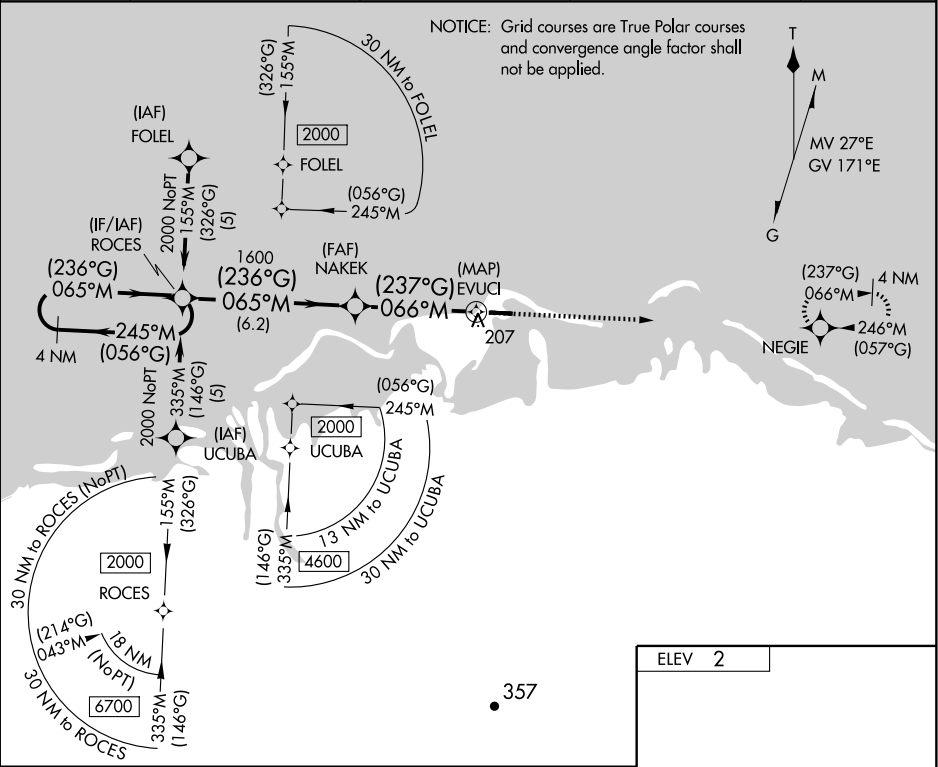 NOTICE: Grid courses are True Polar courses
and convergence angle factor shall
not be applied.
T
M
MV 27°E
GV 171°E
G
30 NM to FOLEL
(326°G)
155°M
2000
FOLEL
(056°G)
245°M
(IAF)
FOLEL
2000 NoPT
155°M
(326°G)
(5)
(IF/IAF)
ROCES
(236°G)
065°M
245°M
(056°G)
4 NM
1600
(236°G)
065°M
(6.2)
(FAF)
NAKEK
(237°G)
066°M
(MAP)
EVUCI
207
(237°G)
066°M
4 NM
NEGIE
246°M
(057°G)
2000 NoPT
335°M
(146°G)
(5)
(IAF)
UCUBA
(056°G)
245°M
2000
UCUBA
13 NM to UCUBA
30 NM to UCUBA
(146°G)
335°M
4600
30 NM to ROCES (NoPT)
155°M
(326°G)
2000
ROCES
(214°G)
043°M
18 NM
(NoPT)
6700
335°M
(146°G)
30 NM to ROCES
357
ELEV 2